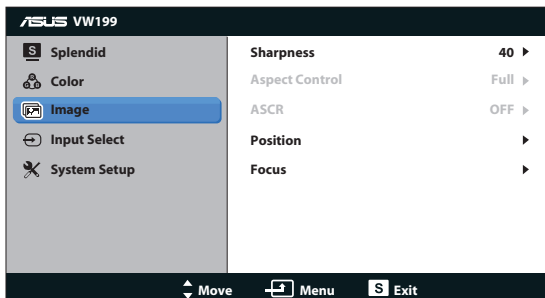 ASUS VW199
S Splendid
Color
Image
Input Select
System Setup
Sharpness 40
Aspect Control Full
ASCR OFF
Position
Focus
Move Menu S Exit